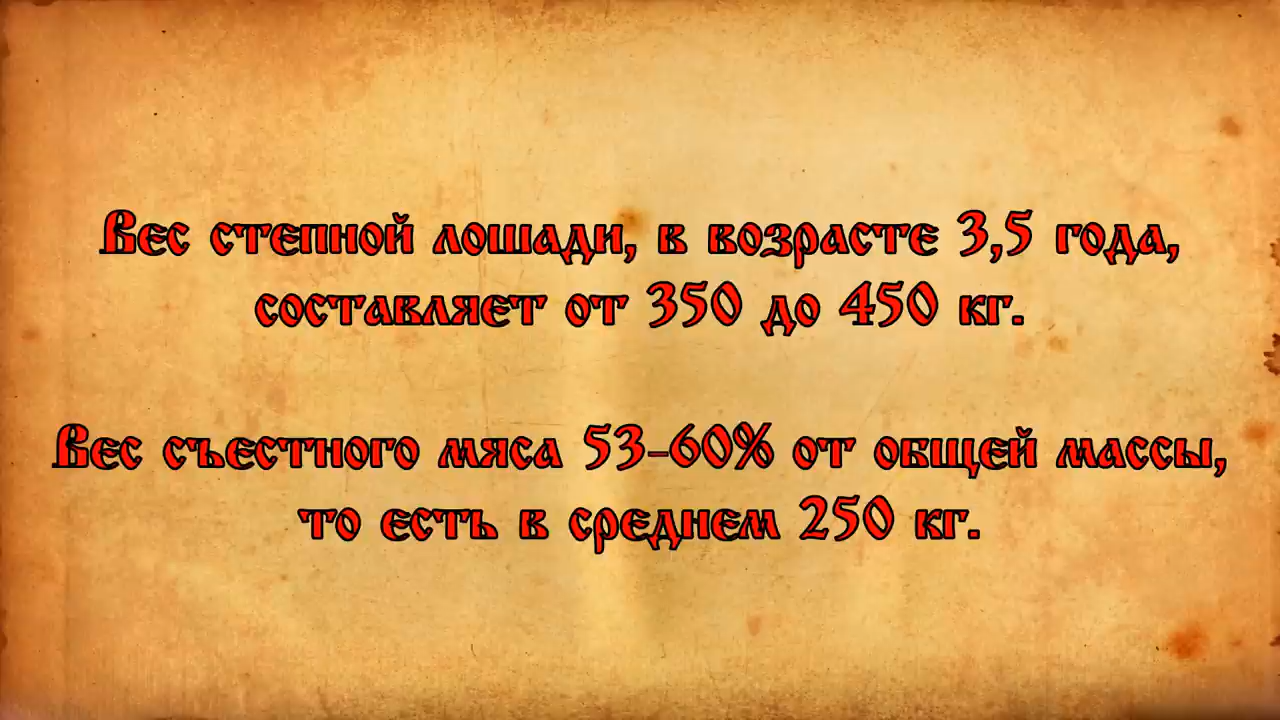 Вес степной лошади, в возрасте 3,5 года,
составляет от 350 до 450 кг.
Вес съестного мяса 53-60% от общей массы,
то есть в среднем 250 кг.